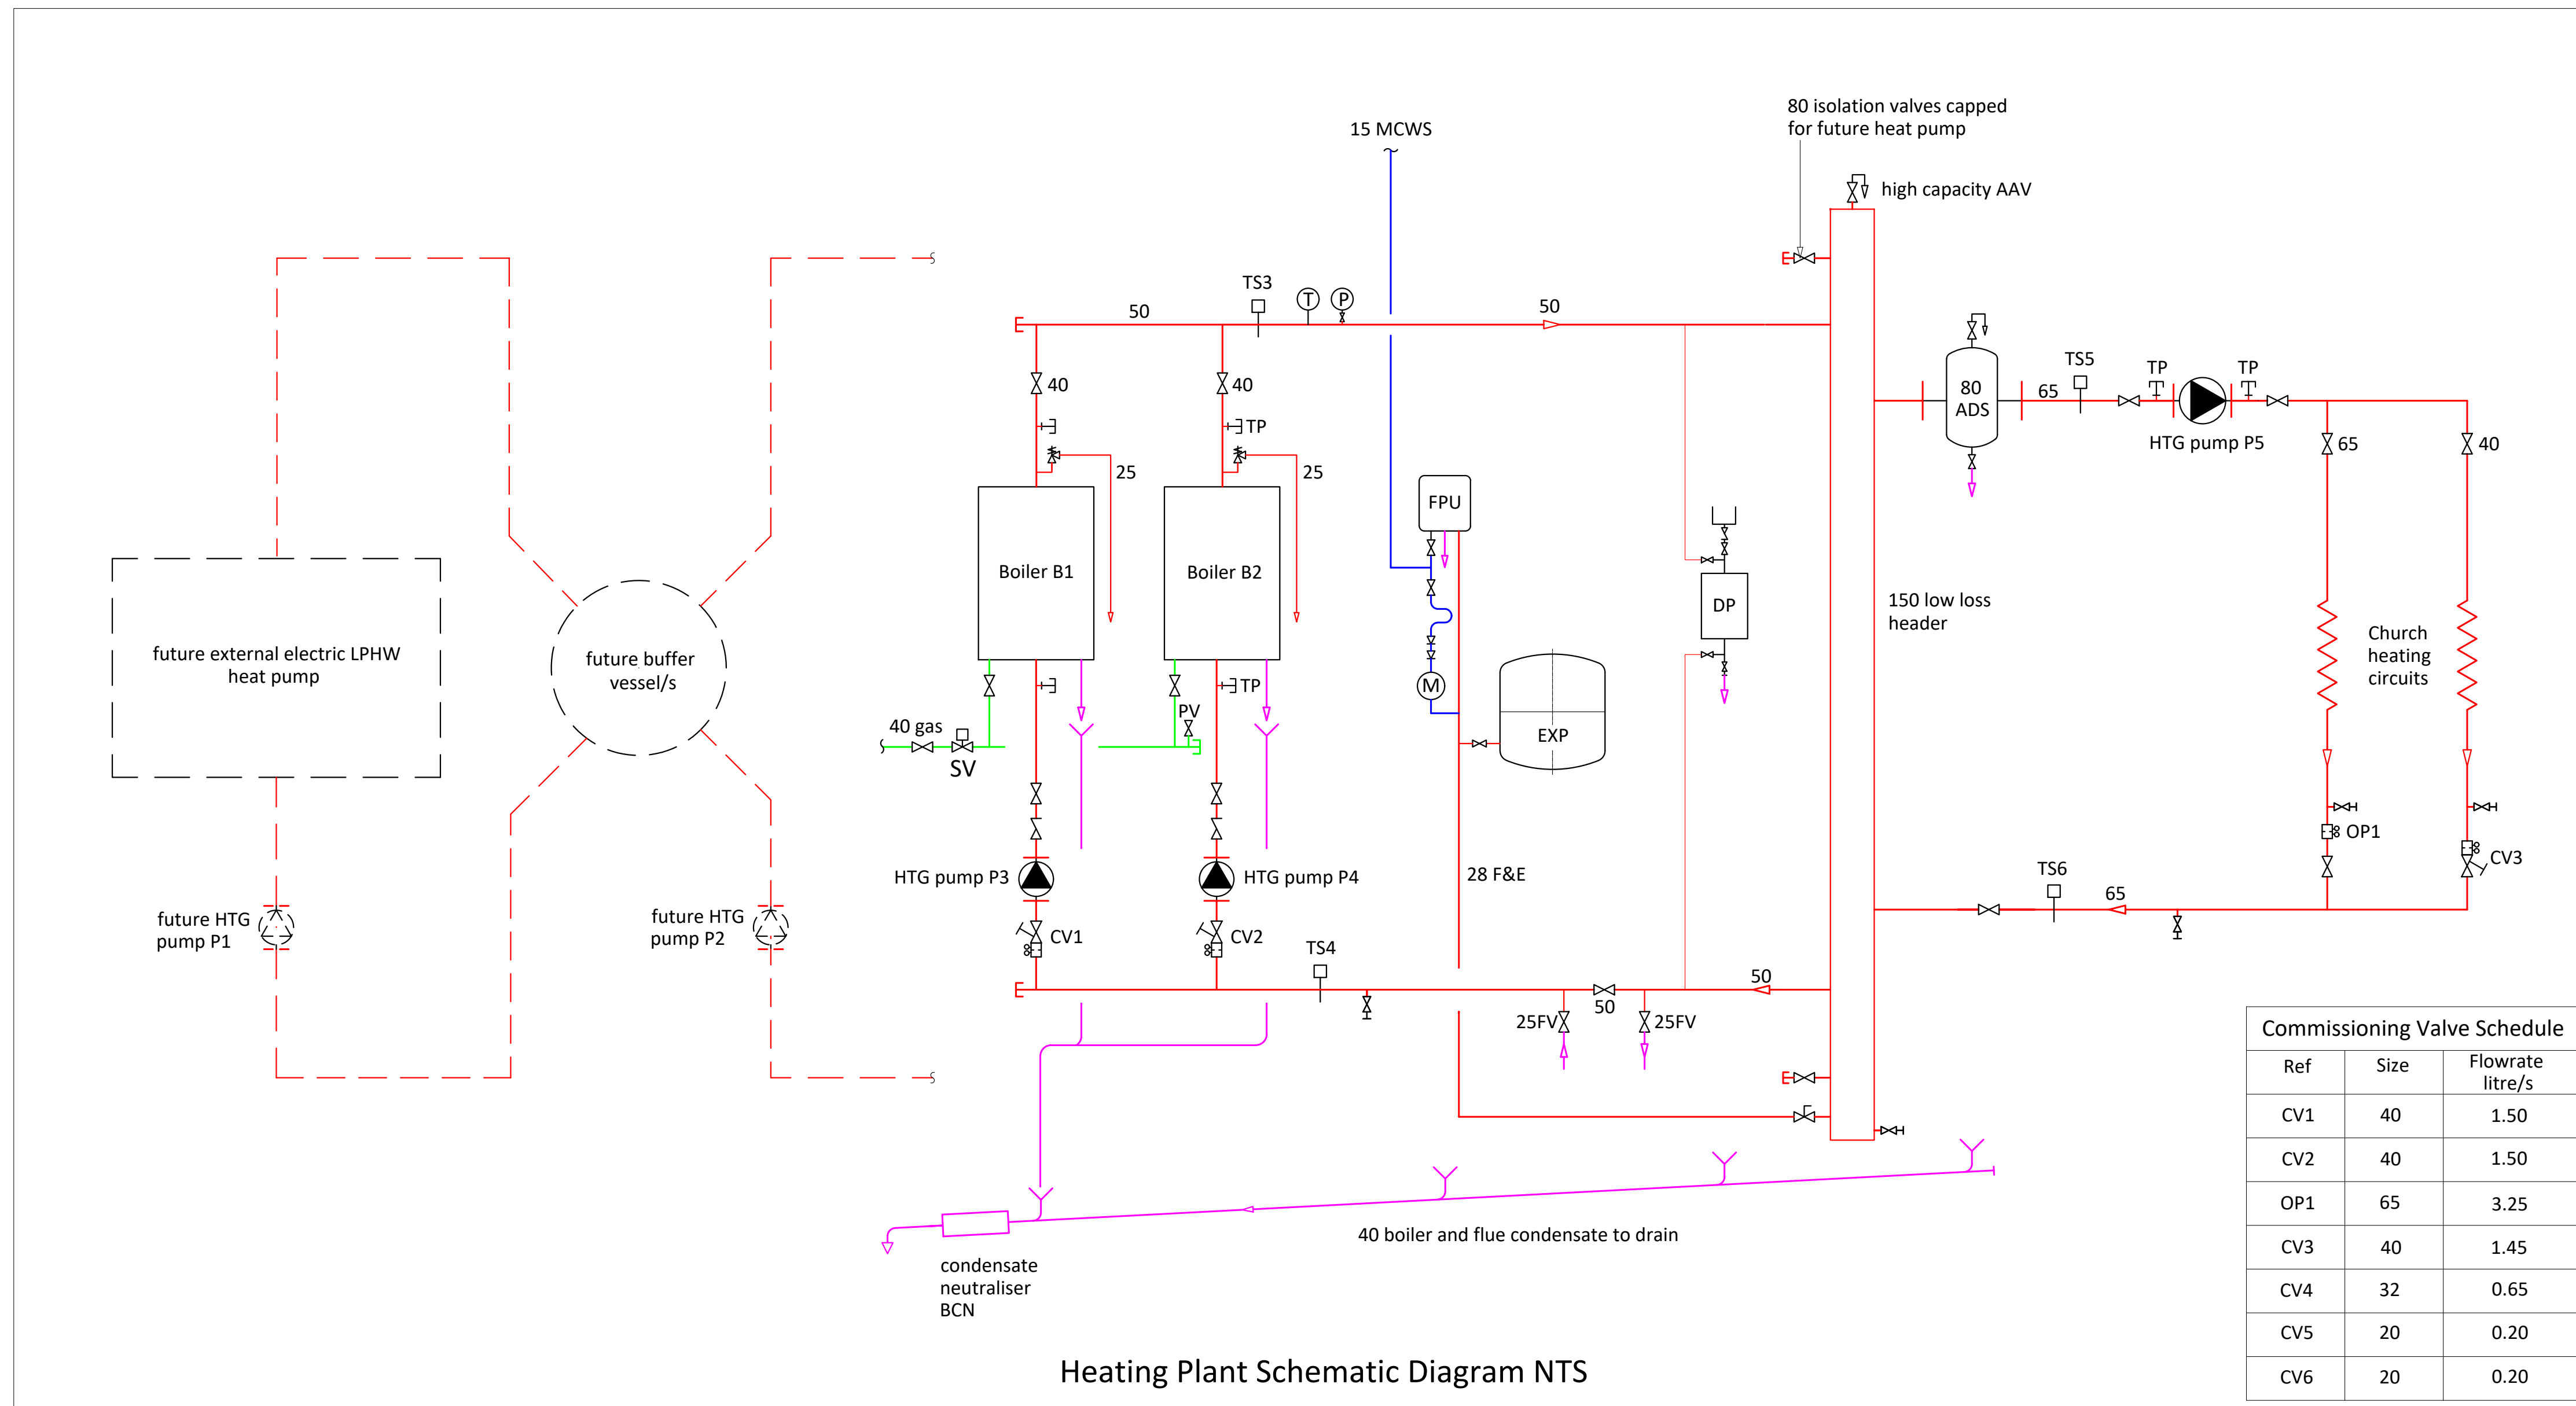 80 isolation valves capped
for future heat pump
15 MCWS
high capacity AAV
TS3
T
P
50
50
40
40
TP
25
25
TS5
TP
TP
80
ADS
65
HTG pump P5
65
40
FPU
Boiler B1
Boiler B2
DP
150 low loss
header
future external electric LPHW
heat pump
future buffer
vessel/s
Church
heating
circuits
TP
M
PV
40 gas
SV
EXP
OP1
CV3
HTG pump P3
HTG pump P4
28 F&E
TS6
65
future HTG
pump P1
future HTG
pump P2
CV1
CV2
TS4
50
50
25FV
25FV
40 boiler and flue condensate to drain
condensate
neutraliser
BCN
Heating Plant Schematic Diagram NTS
Commissioning Valve Schedule
Ref Size Flowrate
litre/s
CV1 40 1.50
CV2 40 1.50
OP1 65 3.25
CV3 40 1.45
CV4 32 0.65
CV5 20 0.20
CV6 20 0.20